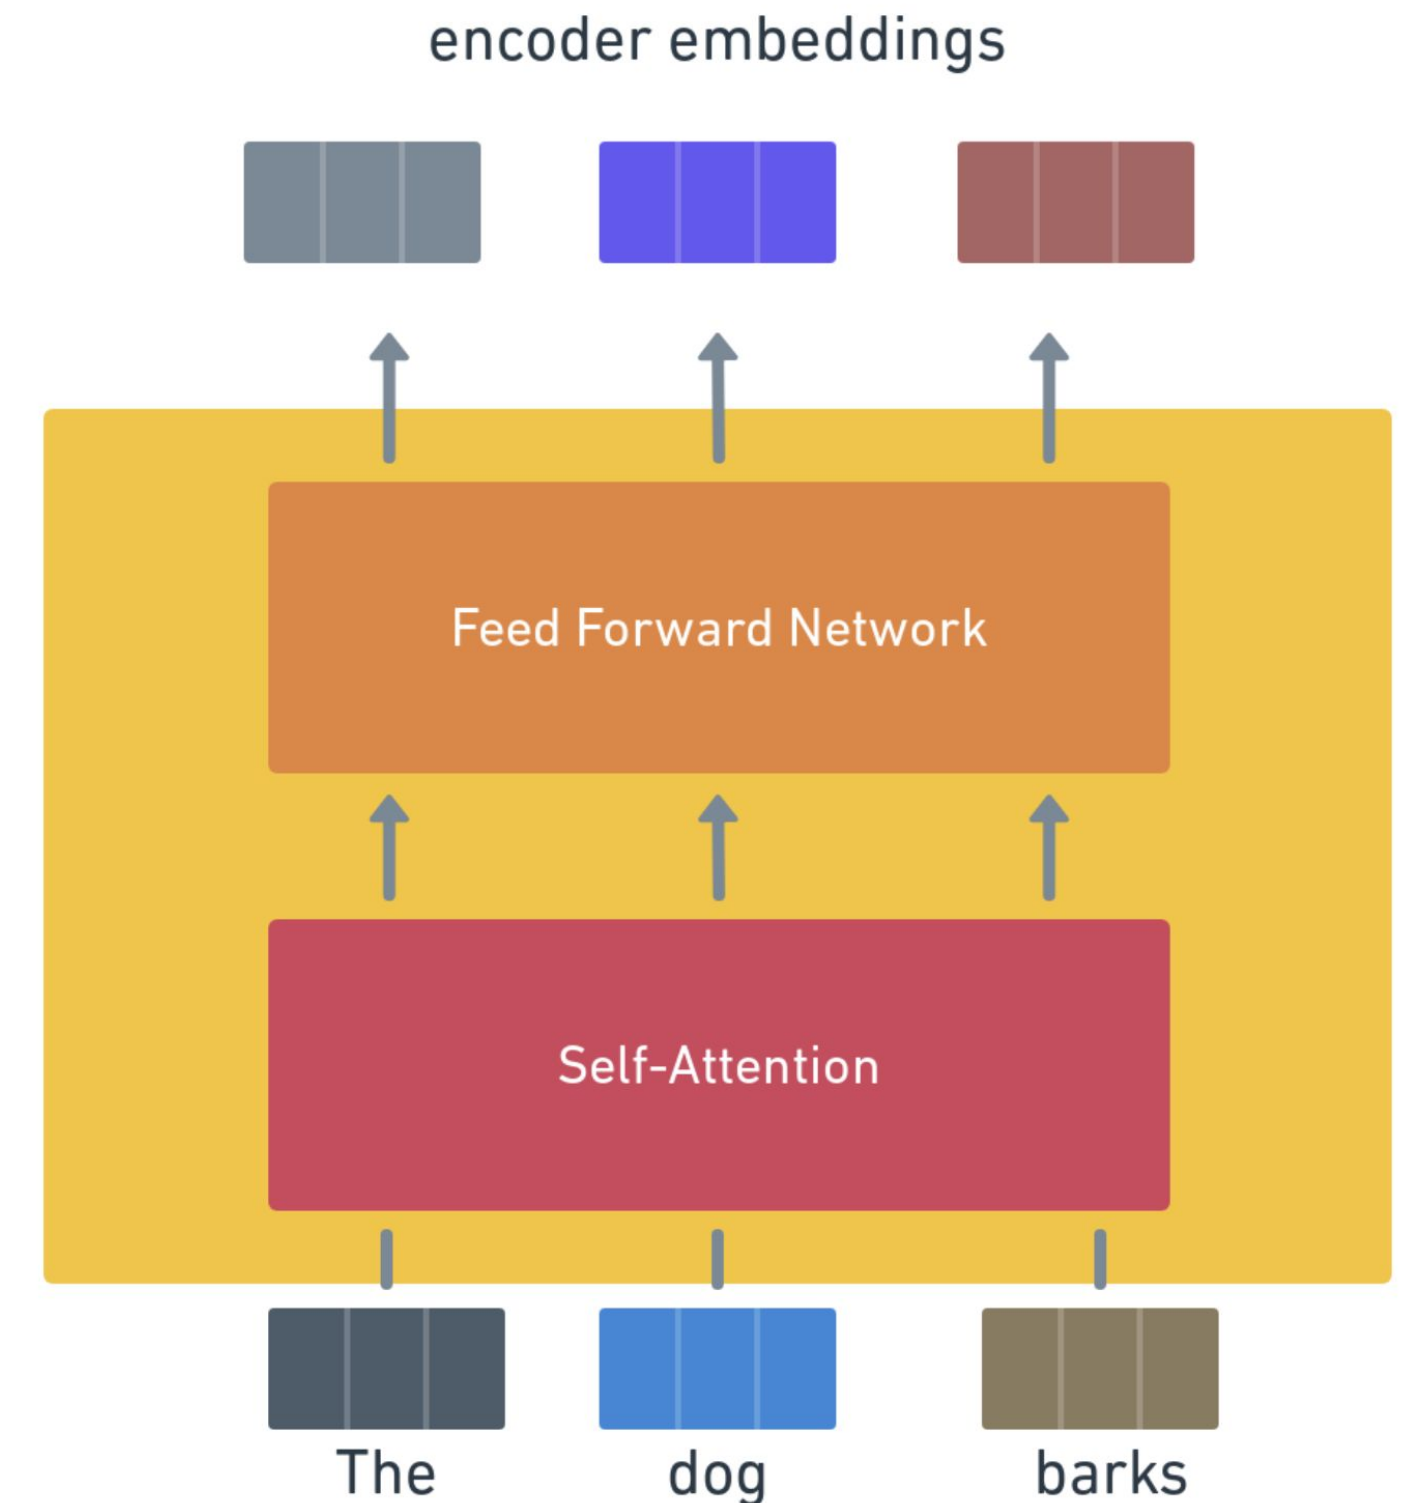 encoder embeddings
Feed Forward Network
Self-Attention
The dog barks